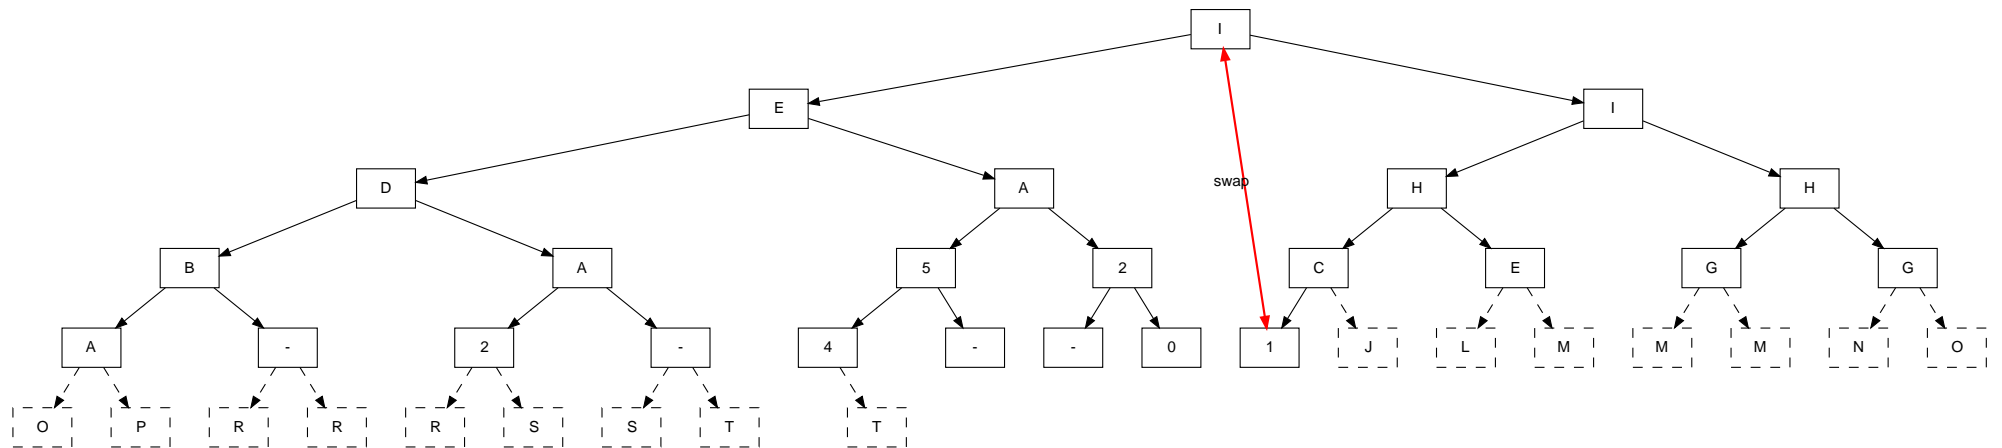 I
E I
D A swap H H
B A 5 2 C E G G
A - 2 - 4 - - 0 1 J L M M M N O
O P R R R S S T T